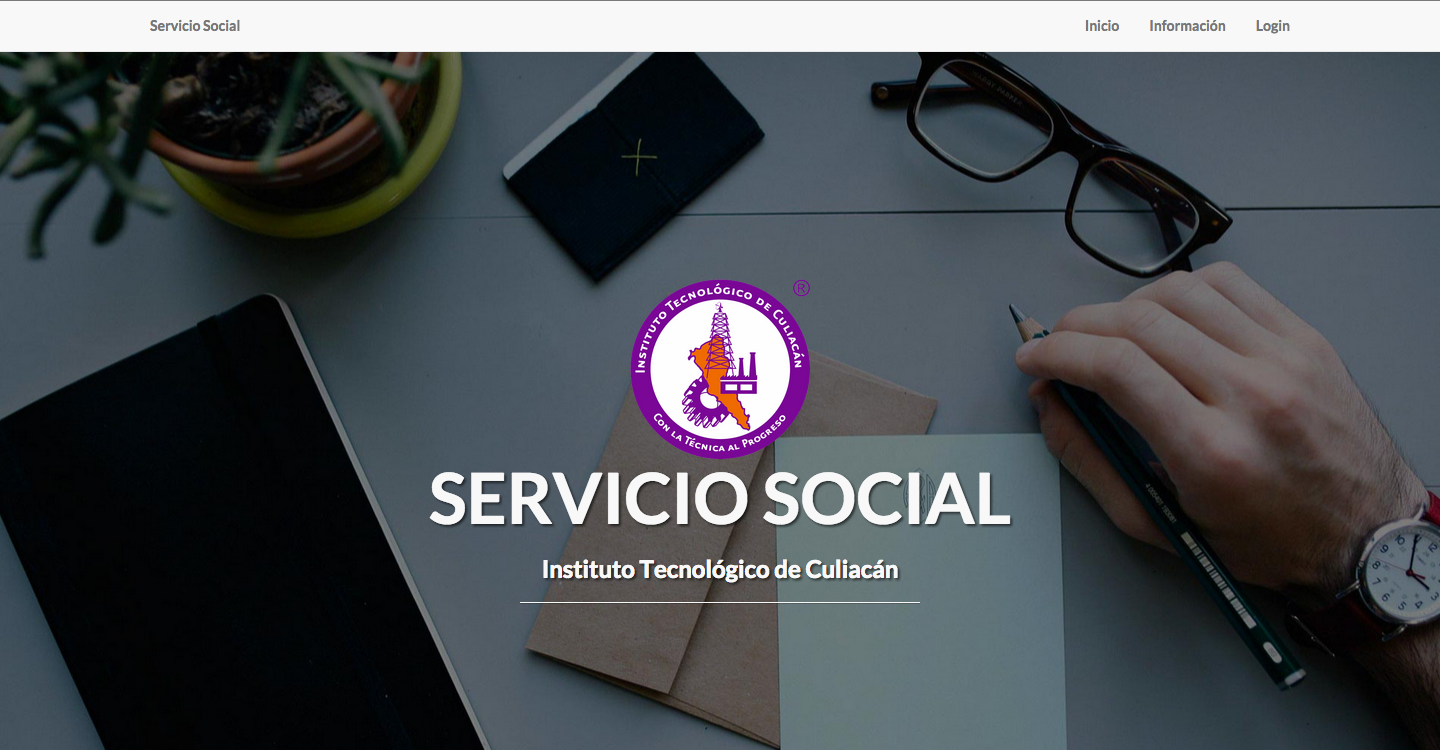 Servicio Social
Inicio
Información
Login
INSTITUTO TECNOLÓGICO DE CULIACÁN
®
CON LA TÉCNICA AL PROGRESO
SERVICIO SOCIAL
Instituto Tecnológico de Culiacán